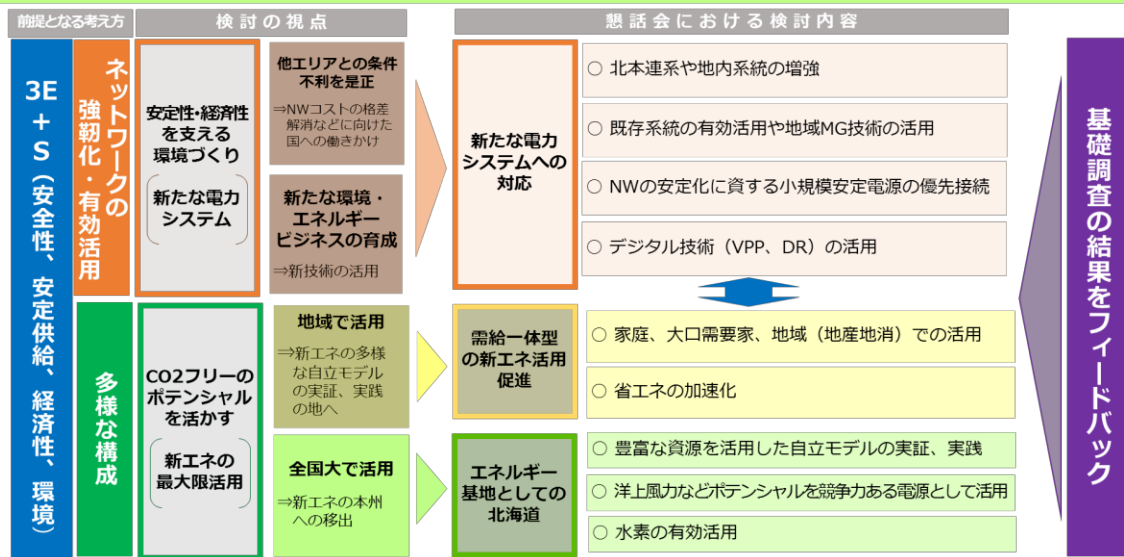 前提となる考え方
検討の視点
懇話会における検討内容
3E+S（安全性、安定供給、経済性、環境）
ネットワークの
強靭化・有効活用
安定性・経済性
を支える
環境づくり
新たな電力
システム
他エリアとの条件
不利を是正
⇒NWコストの格差
解消などに向けた
国への働きかけ
新たな環境・
エネルギー
ビジネスの育成
⇒新技術の活用
新たな電力
システムへの
対応
○ 北本連系や地内系統の増強
○ 既存系統の有効活用や地域MG技術の活用
○ NWの安定化に資する小規模安定電源の優先接続
○ デジタル技術（VPP、DR）の活用
多様な構成
CO2フリーの
ポテンシャル
を活かす
新エネの
最大限活用
地域で活用
⇒新エネの多様
な自立モデル
の実証、実践
の地へ
需給一体型
の新エネ活用
促進
○ 家庭、大口需要家、地域（地産地消）での活用
○ 省エネの加速化
全国大で活用
⇒新エネの本州
への移出
エネルギー
基地としての
北海道
○ 豊富な資源を活用した自立モデルの実証、実践
○ 洋上風力などポテンシャルを競争力ある電源として活用
○ 水素の有効活用
基礎調査の結果をフィードバック